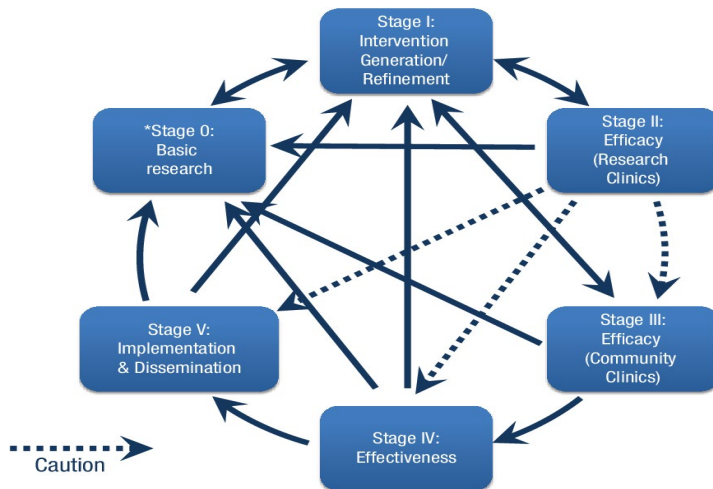 Stage I:
Intervention
Generation/
Refinement
*Stage 0:
Basic
research
Stage II:
Efficacy
(Research
Clinics)
Stage V:
Implementation
& Dissemination
Stage III:
Efficacy
(Community
Clinics)
Stage IV:
Effectiveness
Caution